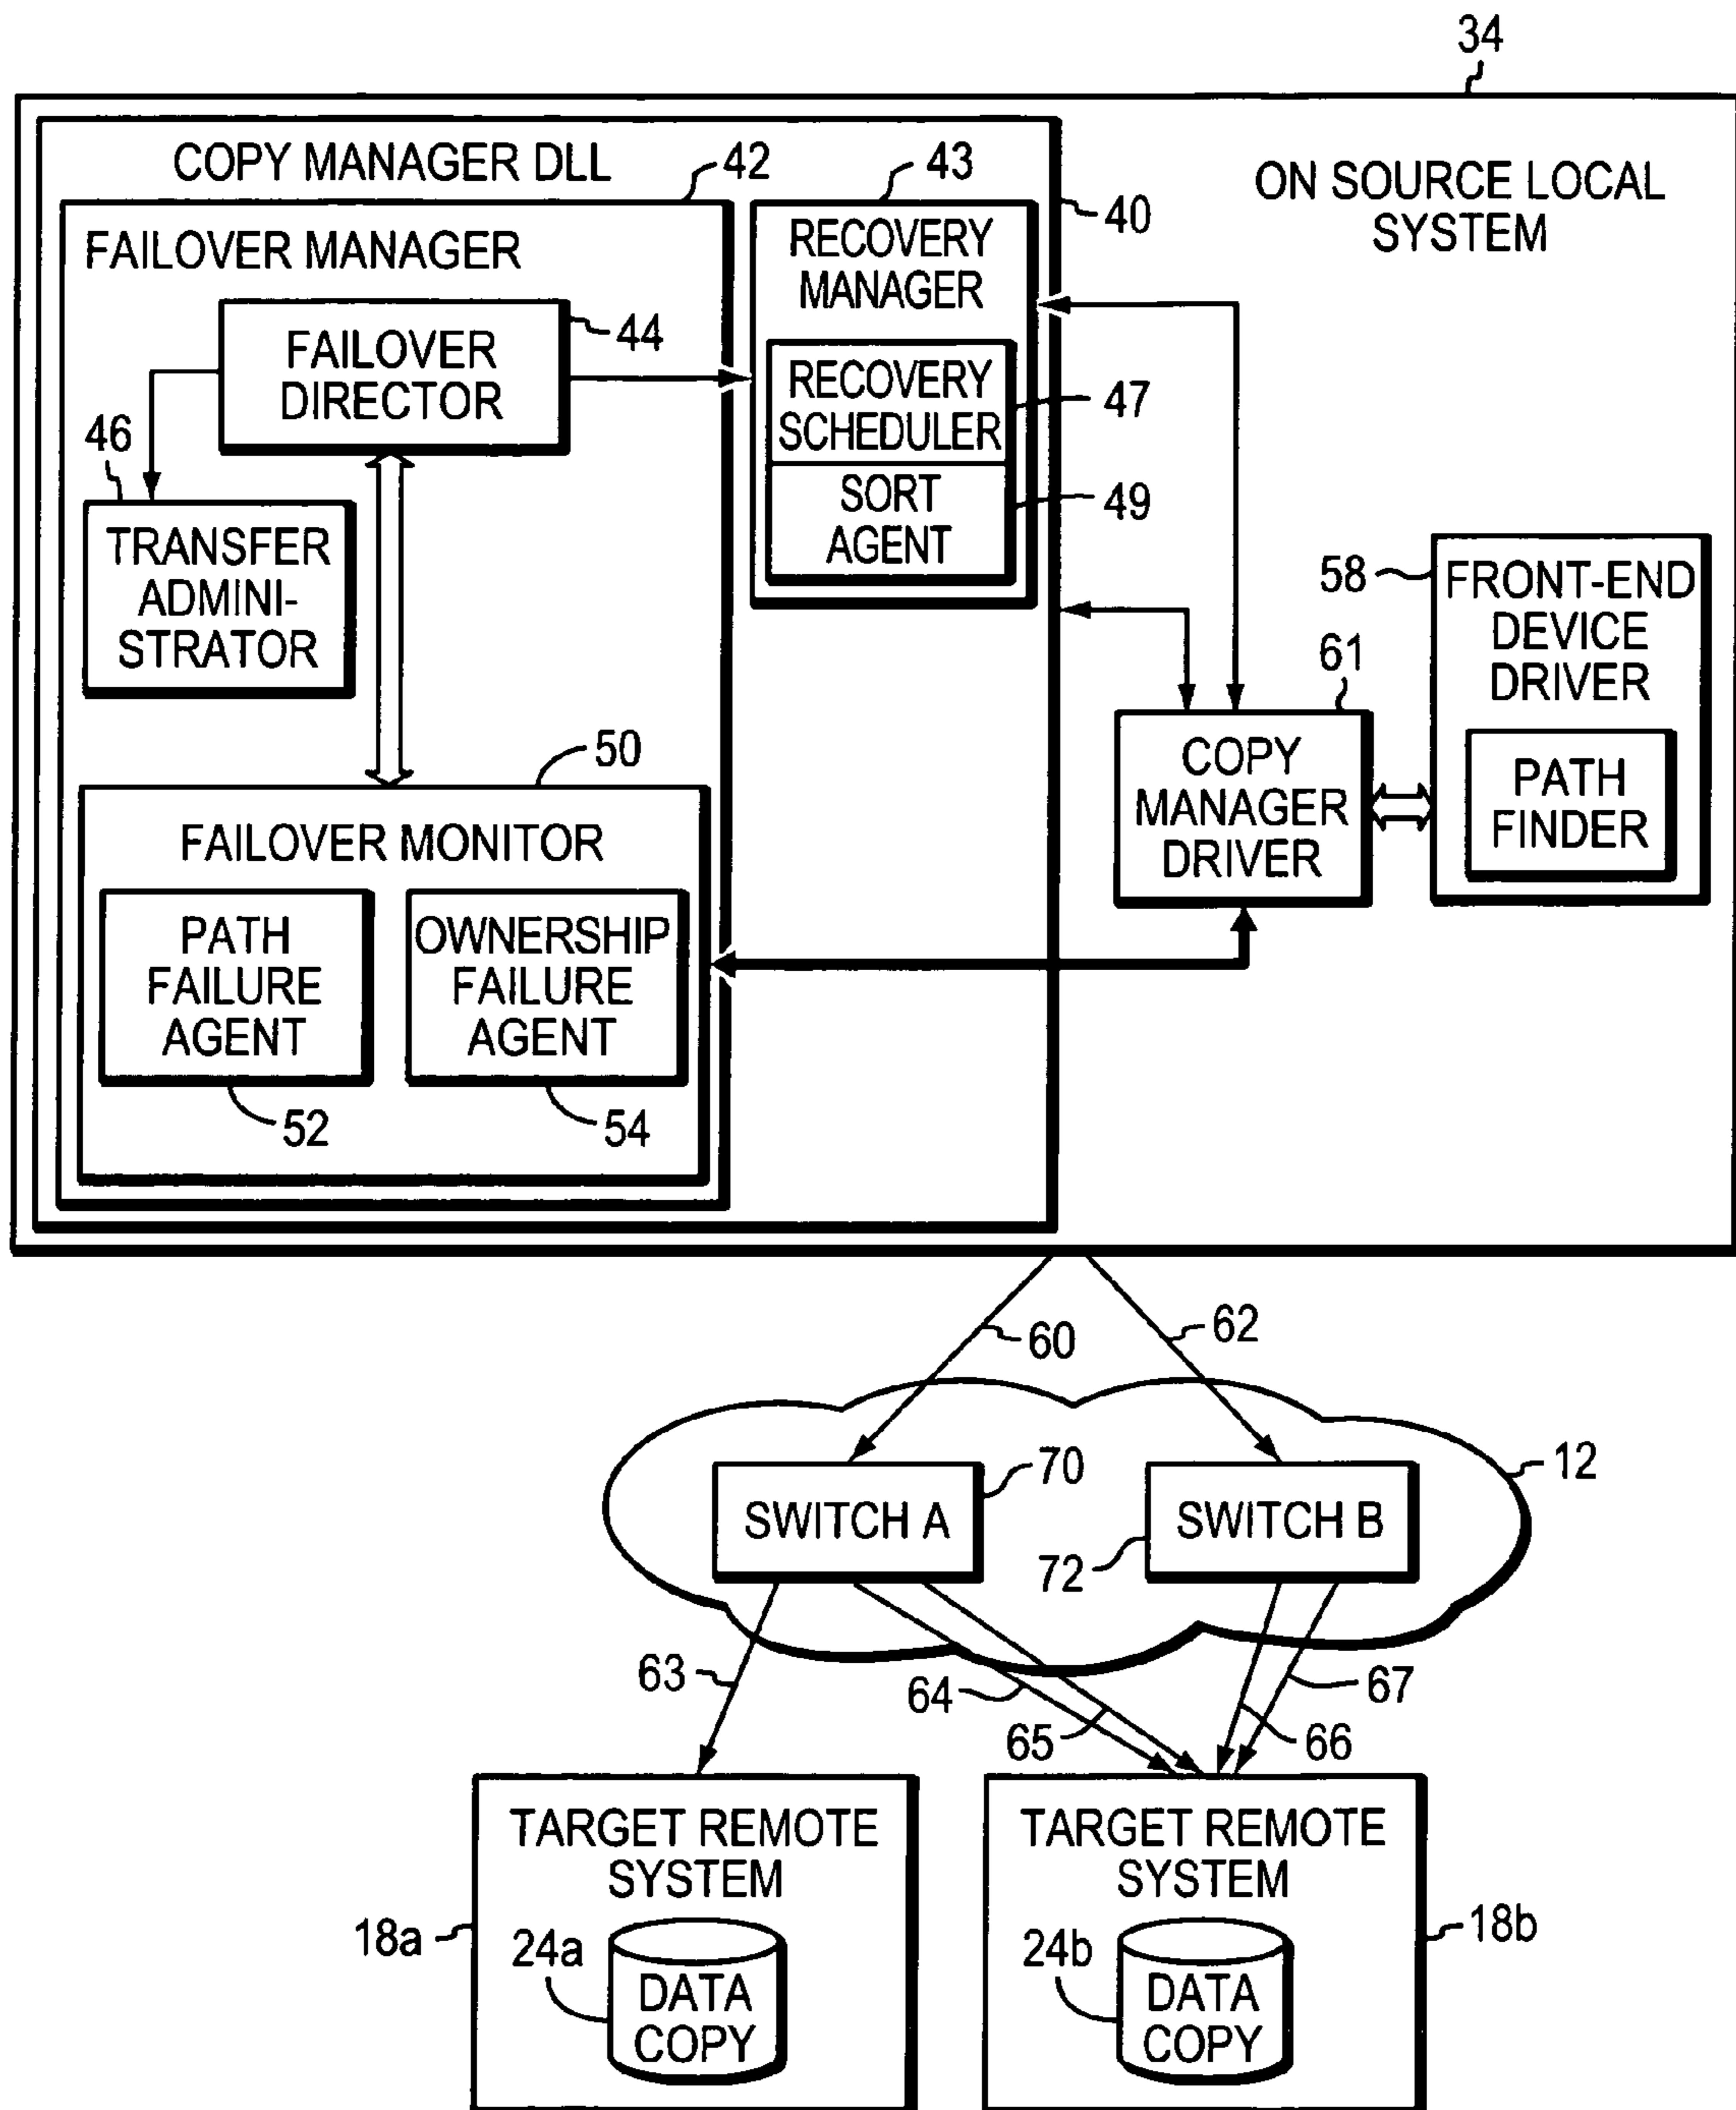 34
COPY MANAGER DLL
42
43
40
ON SOURCE LOCAL
SYSTEM
FAILOVER MANAGER
RECOVERY
MANAGER
FAILOVER
DIRECTOR
44
RECOVERY
SCHEDULER
47
SORT
AGENT
49
46
TRANSFER
ADMINI-
STRATOR
58
FRONT-END
DEVICE
DRIVER
PATH
FINDER
61
COPY
MANAGER
DRIVER
50
FAILOVER MONITOR
PATH
FAILURE
AGENT
OWNERSHIP
FAILURE
AGENT
52
54
60
62
12
SWITCH A
70
SWITCH B
72
63
64
65
66
67
TARGET REMOTE
SYSTEM
18a
24a
DATA
COPY
TARGET REMOTE
SYSTEM
18b
24b
DATA
COPY